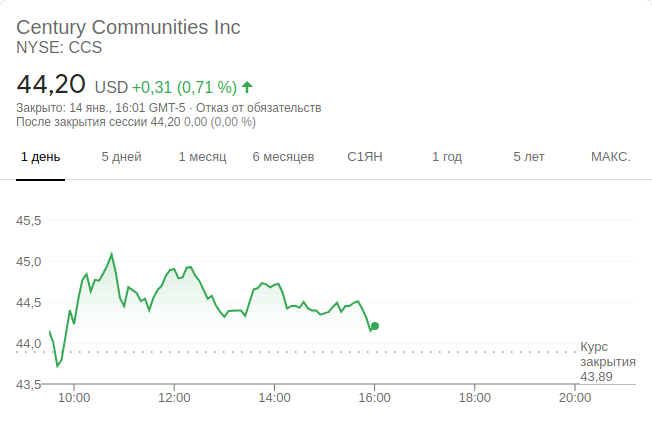 Century Communities Inc
NYSE: CCS
44,20 USD +0,31 (0,71 %)
Закрыто: 14 янв., 16:01 GMT-5 · Отказ от обязательств
После закрытия сессии 44,20 0,00 (0,00 %)
1 день 5 дней 1 месяц 6 месяцев С1ЯН 1 год 5 лет МАКС.
45,5
45,0
44,5
44,0
43,5
Курс
закрытия
43,89
10:00 12:00 14:00 16:00 18:00 20:00